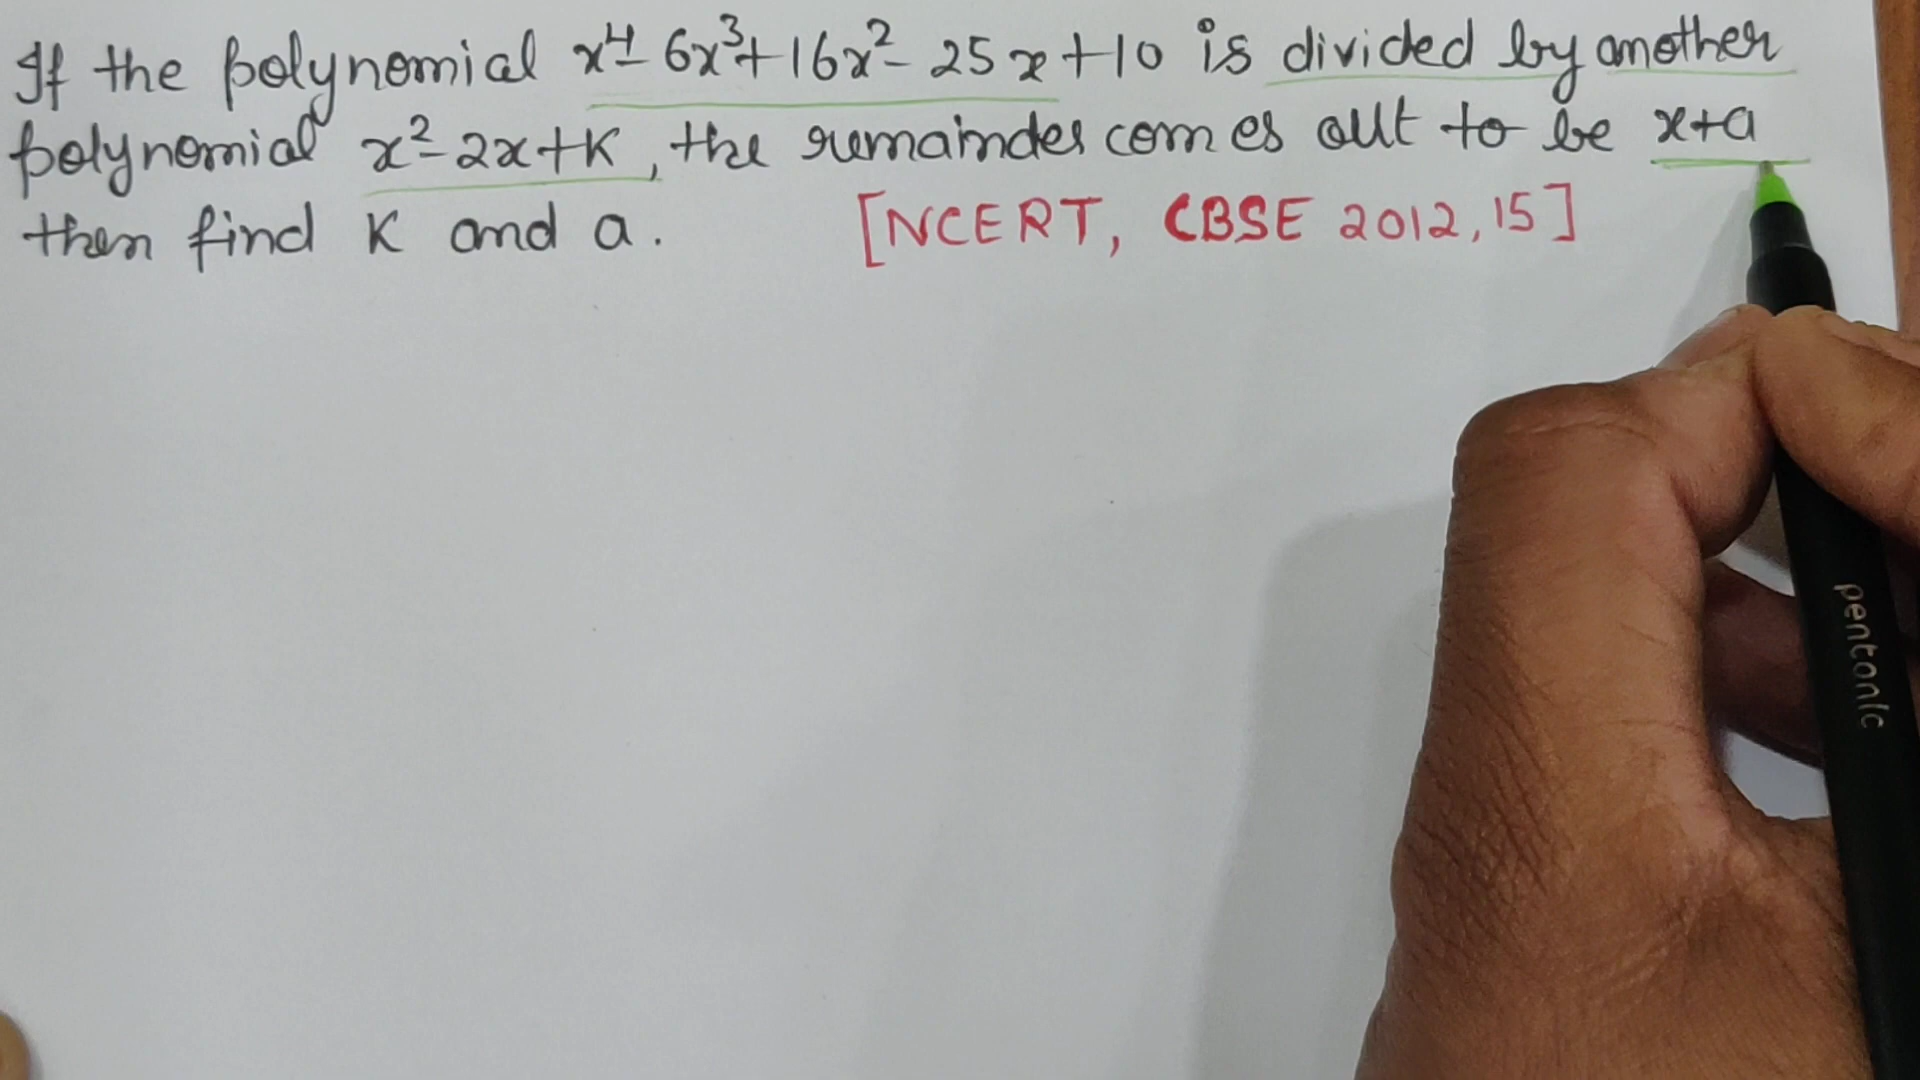 If the polynomial x⁴- 6x³+16x²- 25x+10 is divided by another
polynomial x²-2x+K, the remainder comes out to be x+a
then find K and a. [NCERT, CBSE 2012,15]
pentonic